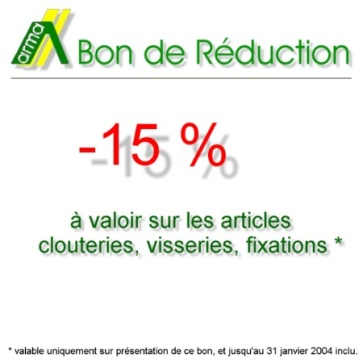 arma
Bon de Réduction
-15 %
à valoir sur les articles
clouteries, visseries, fixations *
* valable uniquement sur présentation de ce bon, et jusqu'au 31 janvier 2004 inclu.